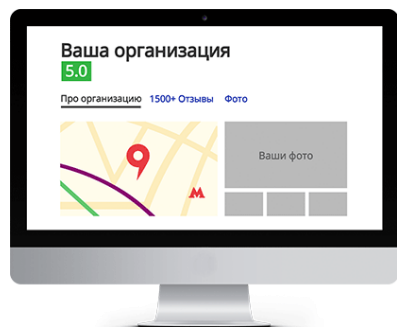 Ваша организация
5.0
Про организацию 1500+ Отзывы Фото
Ваши фото
М